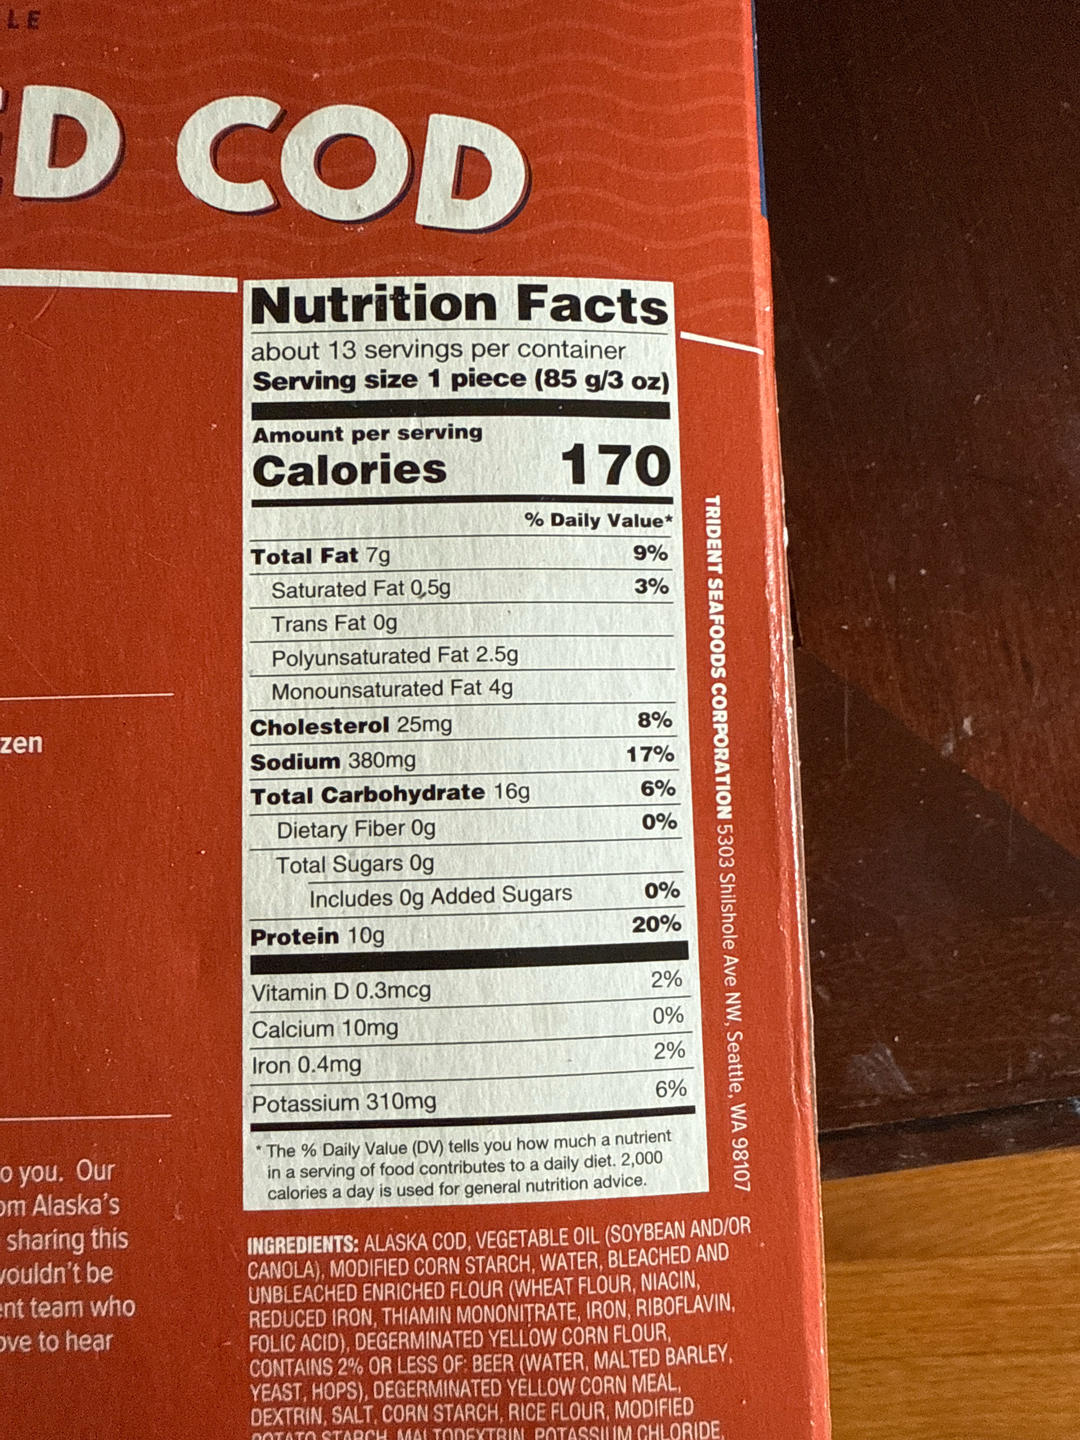 LE
ED COD
Nutrition Facts
about 13 servings per container
Serving size 1 piece (85 g/3 oz)
Amount per serving
Calories 170
% Daily Value*
Total Fat 7g 9%
Saturated Fat 0.5g 3%
Trans Fat 0g
Polyunsaturated Fat 2.5g
Monounsaturated Fat 4g
Cholesterol 25mg 8%
Sodium 380mg 17%
Total Carbohydrate 16g 6%
Dietary Fiber 0g 0%
Total Sugars 0g
Includes 0g Added Sugars 0%
Protein 10g 20%
Vitamin D 0.3mcg 2%
Calcium 10mg 0%
Iron 0.4mg 2%
Potassium 310mg 6%
* The % Daily Value (DV) tells you how much a nutrient
in a serving of food contributes to a daily diet. 2,000
calories a day is used for general nutrition advice.
TRIDENT SEAFOODS CORPORATION 5303 Shilshole Ave NW, Seattle, WA 98107
zen
o you. Our
om Alaska's
sharing this
vouldn't be
ent team who
ove to hear
INGREDIENTS: ALASKA COD, VEGETABLE OIL (SOYBEAN AND/OR
CANOLA), MODIFIED CORN STARCH, WATER, BLEACHED AND
UNBLEACHED ENRICHED FLOUR (WHEAT FLOUR, NIACIN,
REDUCED IRON, THIAMIN MONONITRATE, IRON, RIBOFLAVIN,
FOLIC ACID), DEGERMINATED YELLOW CORN FLOUR,
CONTAINS 2% OR LESS OF: BEER (WATER, MALTED BARLEY,
YEAST, HOPS), DEGERMINATED YELLOW CORN MEAL,
DEXTRIN, SALT, CORN STARCH, RICE FLOUR, MODIFIED
POTATO STARCH, MALTODEXTRIN, POTASSIUM CHLORIDE,